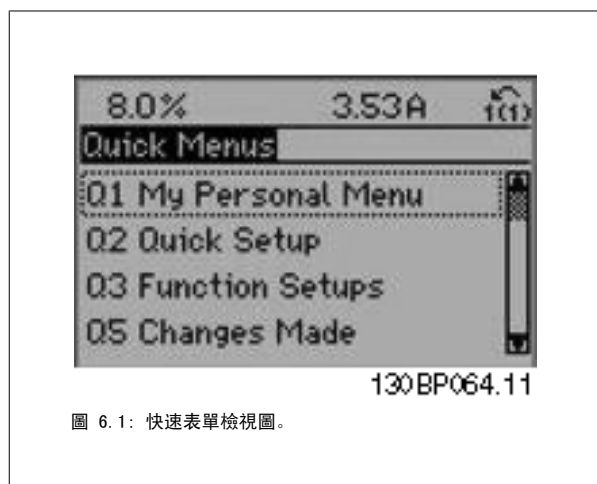 8.0% 3.53A 1(1)
Quick Menus
Q1 My Personal Menu
Q2 Quick Setup
Q3 Function Setups
Q5 Changes Made
130BP064.11
圖 6.1: 快速表單檢視圖。